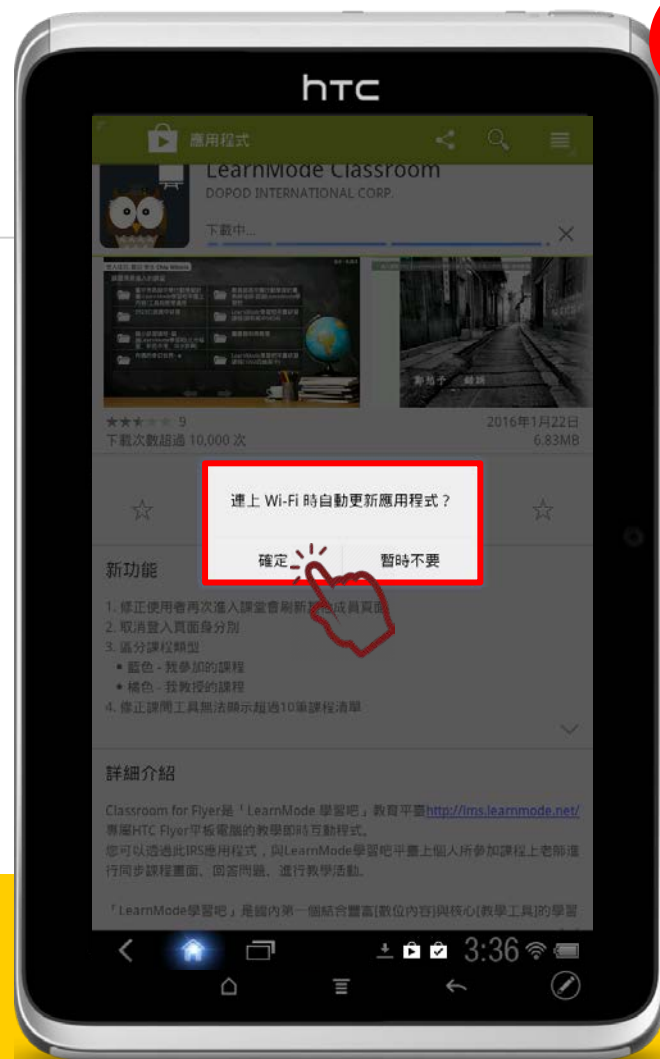 hTC
應用程式
LearnMode Classroom
DOPOD INTERNATIONAL CORP.
下載中...
鄭愁予 錯誤
9
2016年1月22日
下載次數超過 10,000 次
6.83MB
連上 Wi-Fi 時自動更新應用程式？
確定
暫時不要
新功能
1. 修正使用者再次進入課堂會刷新其他成員頁面
2. 取消登入頁面身分別
3. 區分課程類型
• 藍色 - 我參加的課程
• 橘色 - 我教授的課程
4. 修正課間工具無法顯示超過10筆課程清單
詳細介紹
Classroom for Flyer是「LearnMode 學習吧」教育平臺http://lms.learnmode.net/
專屬HTC Flyer平板電腦的教學即時互動程式。
您可以透過此IRS應用程式，與LearnMode學習吧平臺上個人所參加課程上老師進
行同步課程畫面、回答問題、進行教學活動。
「LearnMode學習吧」是國內第一個結合豐富[數位內容]與核心[教學工具]的學習
3:36